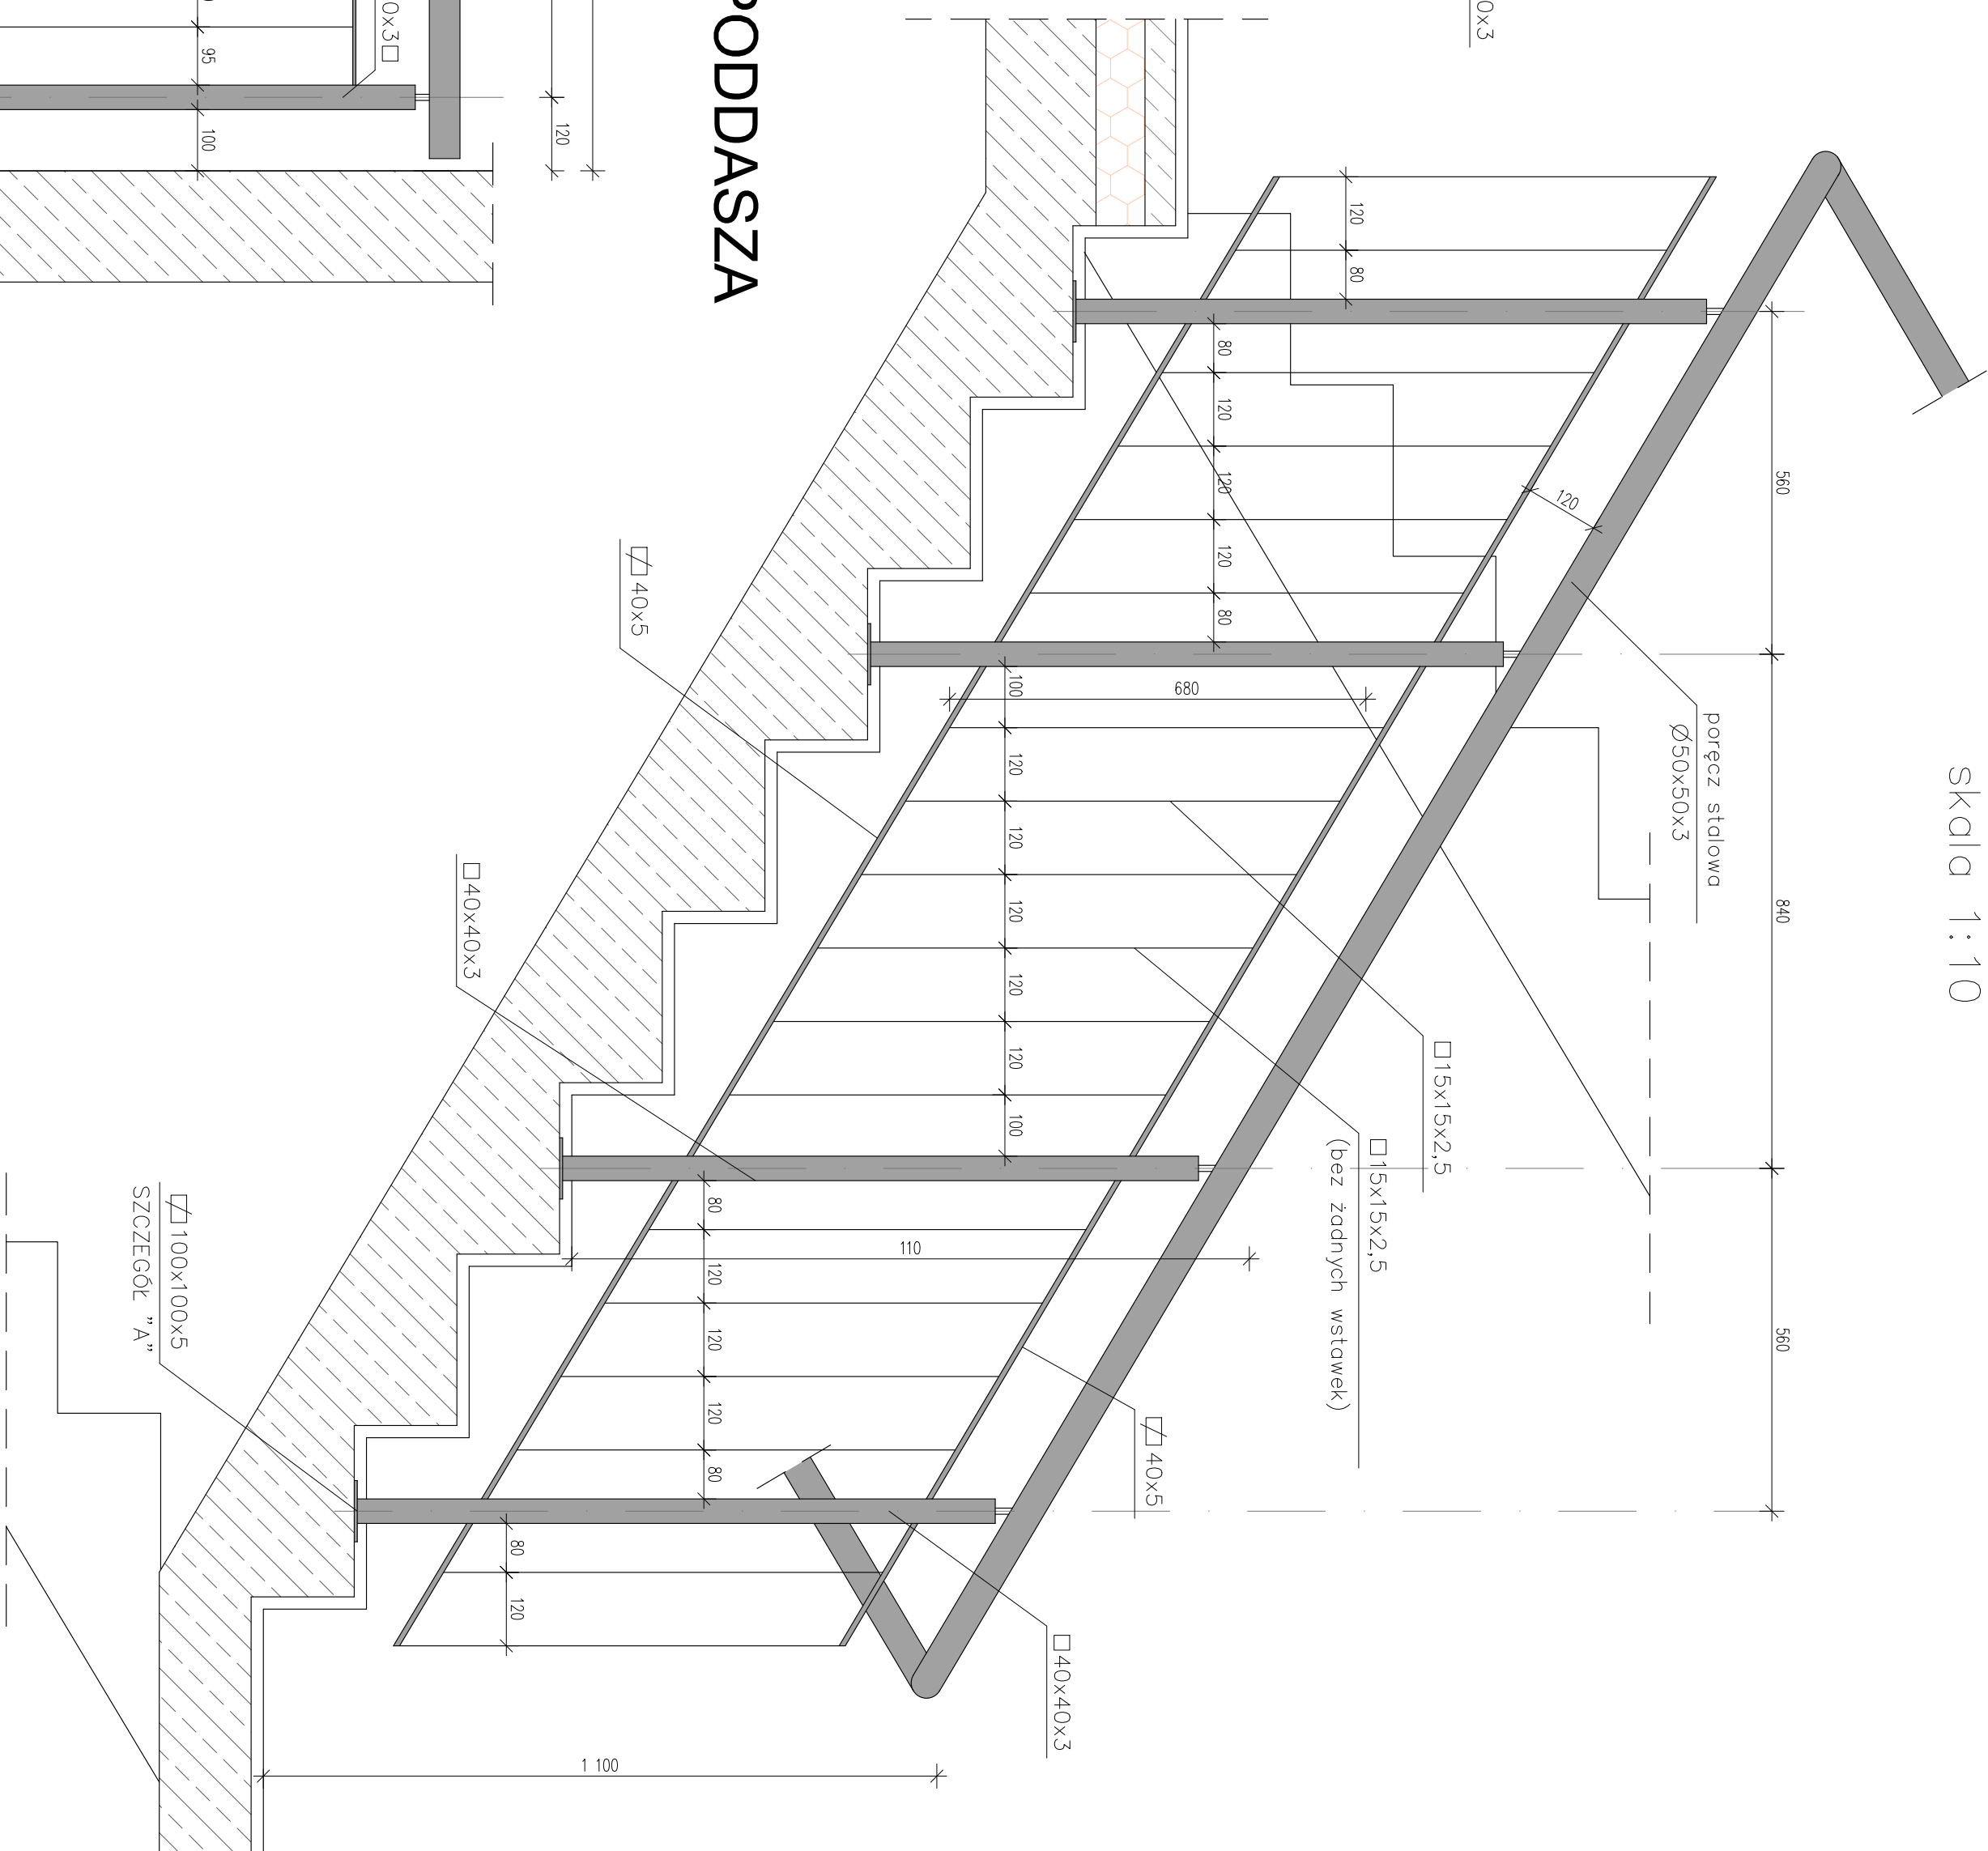 Skala 1:10
0x3
poręcz stalowa
Ø50x50x3
560
840
560
120
80
120
□15x15x2,5
□15x15x2,5
(bez żadnych wstawek)
80
120
120
120
80
680
100
120
120
120
120
120
100
40x5
□40x40x3
110
80
120
120
120
80
80
120
1 100
PODDASZA
40x5
□40x40x3
100x100x5
SZCZEGÓŁ "A"
120
0x3□
95
100